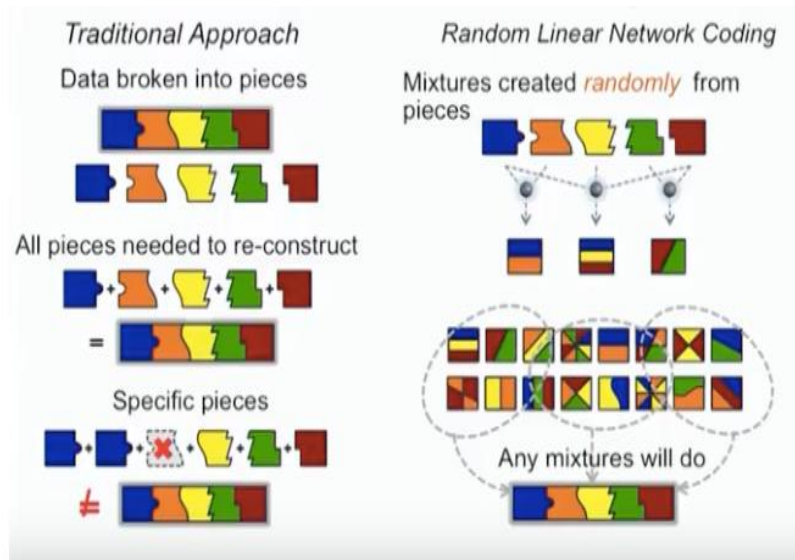 Traditional Approach
Data broken into pieces
All pieces needed to re-construct
+ + + +
=
Specific pieces
+ + + + +
≠
Random Linear Network Coding
Mixtures created randomly from
pieces
Any mixtures will do